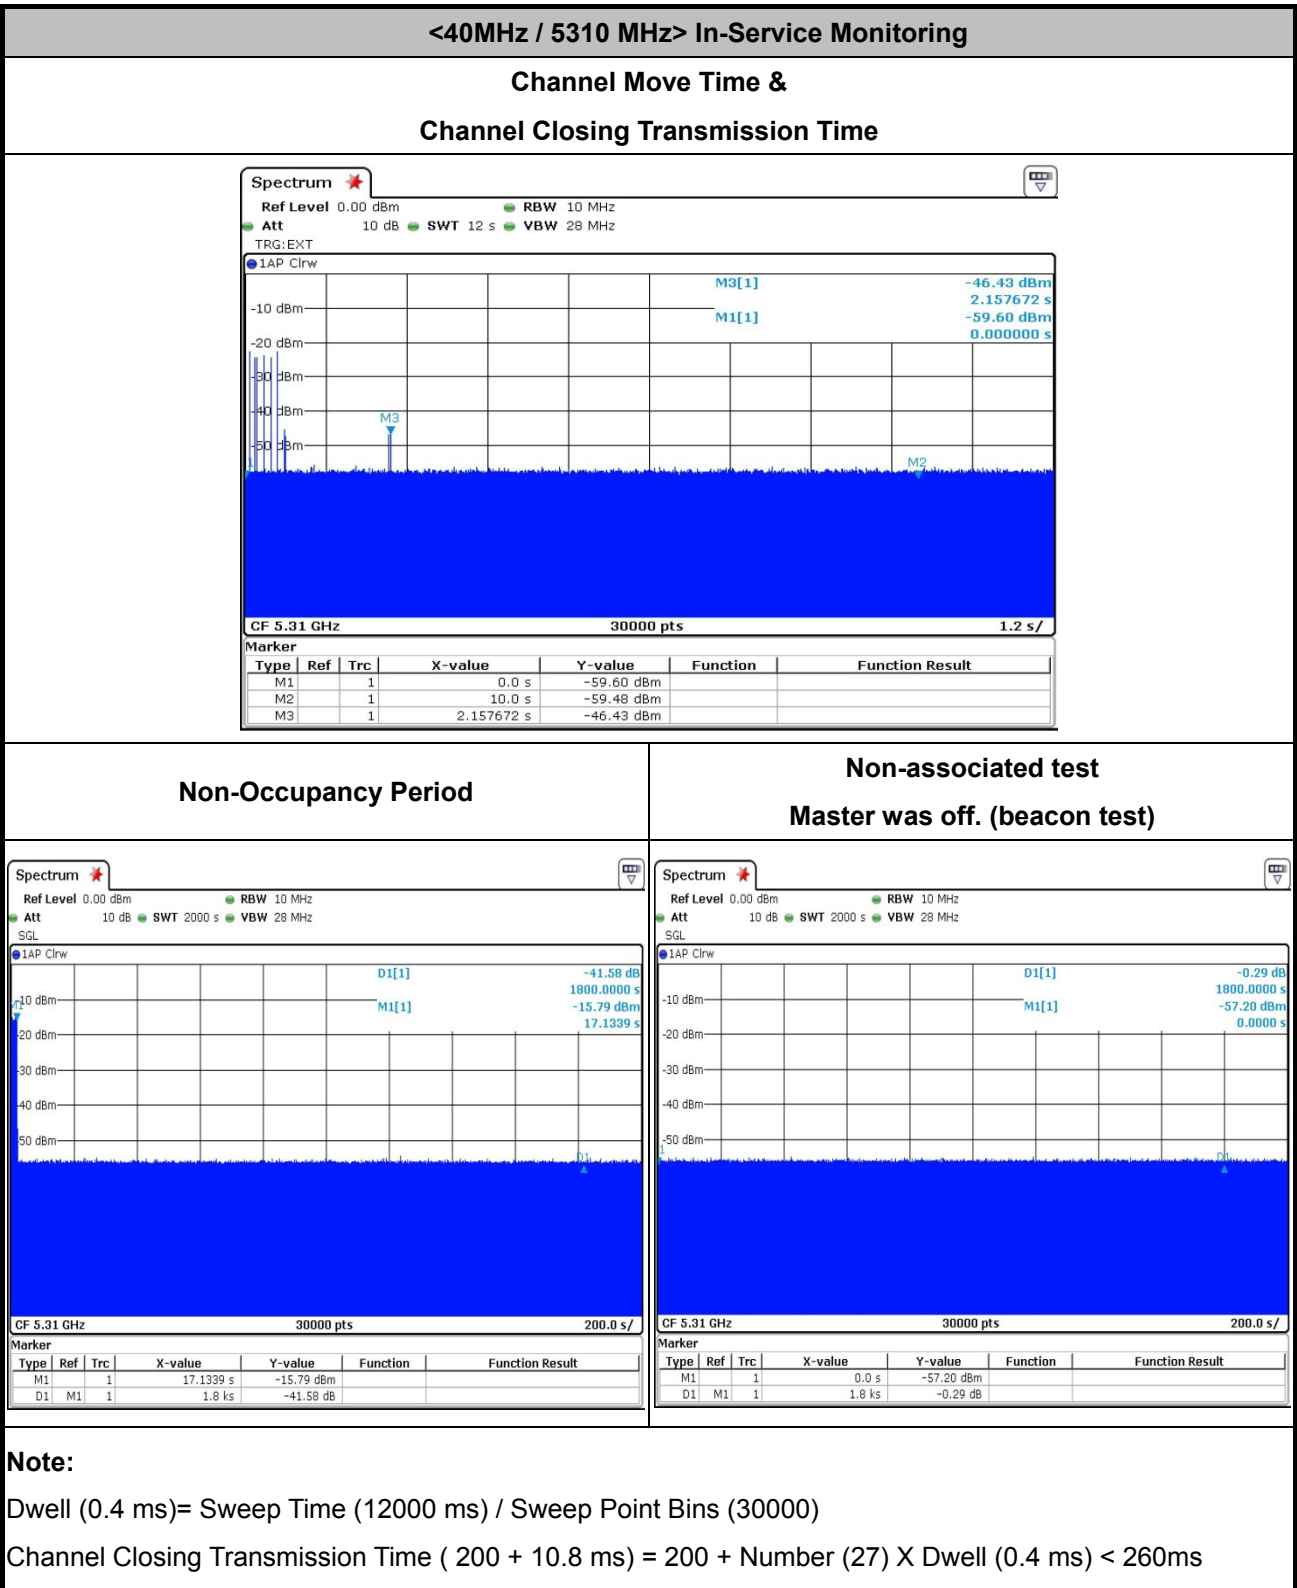 <40MHz / 5310 MHz> In-Service Monitoring
Channel Move Time &
Channel Closing Transmission Time
Spectrum
Ref Level 0.00 dBm RBW 10 MHz
Att 10 dB SWT 12 s VBW 28 MHz
TRG:EXT
1AP Clrw
M3[1] -46.43 dBm
2.157672 s
-10 dBm
M1[1] -59.60 dBm
0.000000 s
-20 dBm
-30 dBm
-40 dBm
M3
-50 dBm
1
M2
CF 5.31 GHz 30000 pts 1.2 s/
Marker
Type Ref Trc X-value Y-value Function Function Result
M1 1 0.0 s -59.60 dBm
M2 1 10.0 s -59.48 dBm
M3 1 2.157672 s -46.43 dBm
Non-Occupancy Period
Non-associated test
Master was off. (beacon test)
Spectrum
Ref Level 0.00 dBm RBW 10 MHz
Att 10 dB SWT 2000 s VBW 28 MHz
SGL
1AP Clrw
D1[1] -41.58 dB
1800.0000 s
-10 dBm
M1
M1[1] -15.79 dBm
17.1339 s
-20 dBm
-30 dBm
-40 dBm
-50 dBm
D1
CF 5.31 GHz 30000 pts 200.0 s/
Marker
Type Ref Trc X-value Y-value Function Function Result
M1 1 17.1339 s -15.79 dBm
D1 M1 1 1.8 ks -41.58 dB
Spectrum
Ref Level 0.00 dBm RBW 10 MHz
Att 10 dB SWT 2000 s VBW 28 MHz
SGL
1AP Clrw
D1[1] -0.29 dB
1800.0000 s
-10 dBm
M1[1] -57.20 dBm
0.0000 s
-20 dBm
-30 dBm
-40 dBm
-50 dBm
1
D1
CF 5.31 GHz 30000 pts 200.0 s/
Marker
Type Ref Trc X-value Y-value Function Function Result
M1 1 0.0 s -57.20 dBm
D1 M1 1 1.8 ks -0.29 dB
Note:
Dwell (0.4 ms)= Sweep Time (12000 ms) / Sweep Point Bins (30000)
Channel Closing Transmission Time ( 200 + 10.8 ms) = 200 + Number (27) X Dwell (0.4 ms) < 260ms